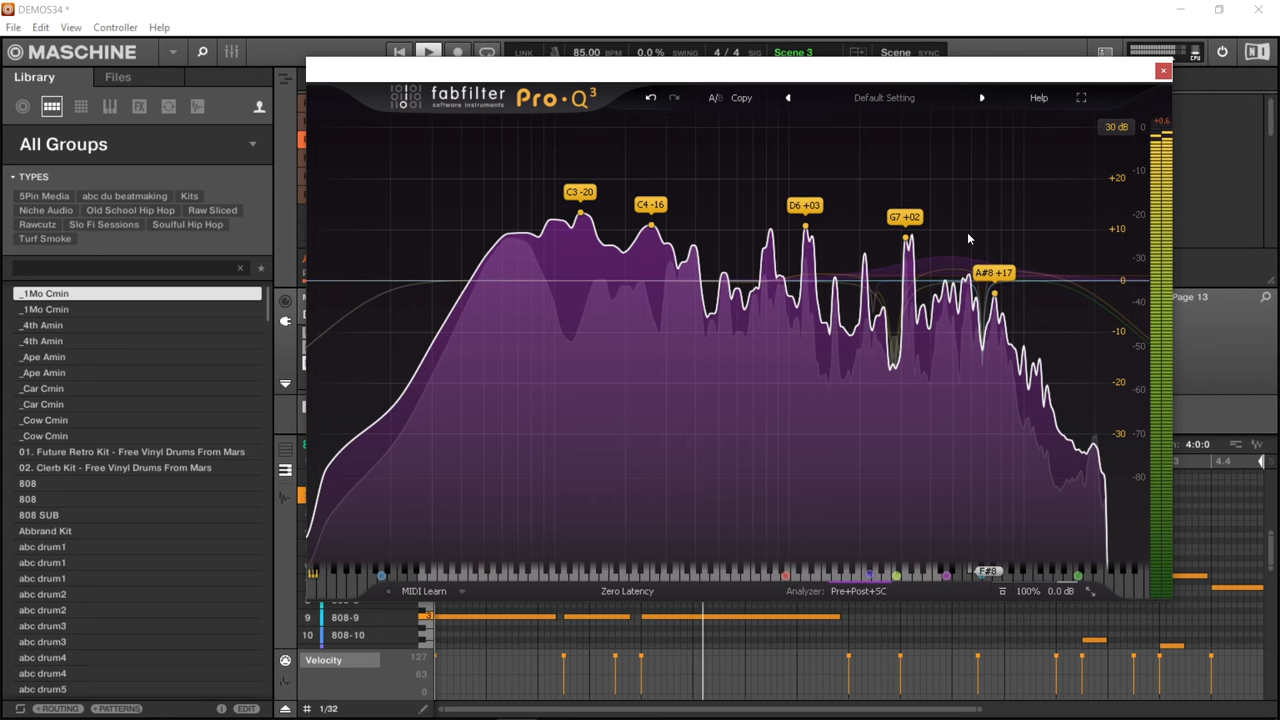 DEMOS34 *
File Edit View Controller Help
MASCHINE
LINK 85.00 BPM 0.0 % SWING 4 / 4 SIG Scene 3 Scene SYNC CPU
Library Files
fabfilter
software instruments
Pro·Q3
A/B Copy Default Setting Help
+0.6
All Groups
30 dB 0
TYPES
5Pin Media abc du beatmaking Kits
Niche Audio Old School Hip Hop Raw Sliced
Rawcutz Slo Fi Sessions Soulful Hip Hop
Turf Smoke
C3 -20
C4 -16
D6 +03
G7 +02
A#8 +17
-10
+20
-20
+10
-30
0
-40
-10
-50
-20
-60
-30 -70
-80
Page 13
_1Mo Cmin
_1Mo Cmin
_4th Amin
_4th Amin
_Ape Amin
_Ape Amin
_Car Cmin
_Car Cmin
_Cow Cmin
_Cow Cmin
01. Future Retro Kit - Free Vinyl Drums From Mars
02. Clerb Kit - Free Vinyl Drums From Mars
808
808
808 SUB
Abbrand Kit
abc drum1
abc drum1
abc drum1
abc drum2
abc drum2
abc drum3
abc drum3
abc drum4
abc drum4
abc drum5
4:0:0
4.4
F#8
MIDI Learn Zero Latency Analyzer: Pre+Post+SC 100% 0.0 dB
9 808-9 3
10 808-10
Velocity 127
63
0
+ROUTING +PATTERNS EDIT 1/32